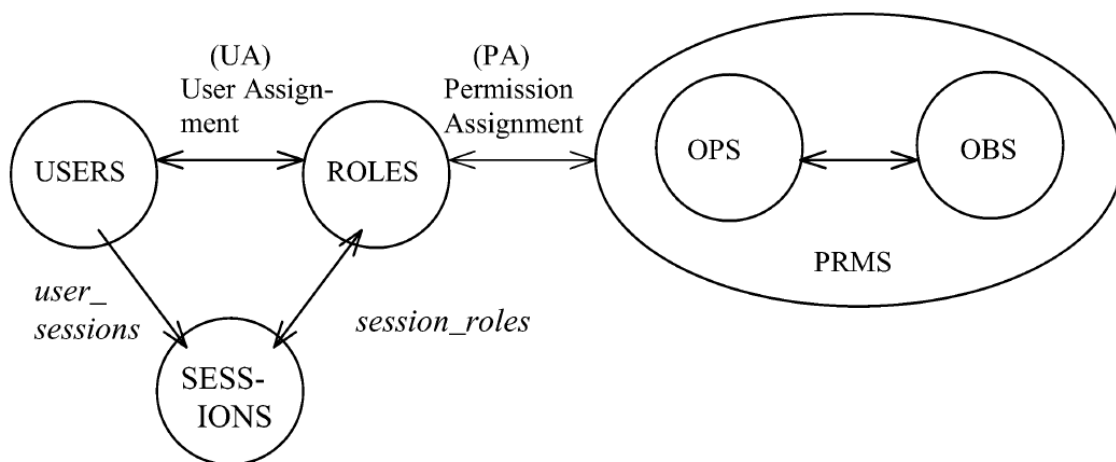 (UA)
User Assign-
ment
(PA)
Permission
Assignment
USERS
ROLES
OPS
OBS
PRMS
user_
sessions
session_roles
SESS-
IONS